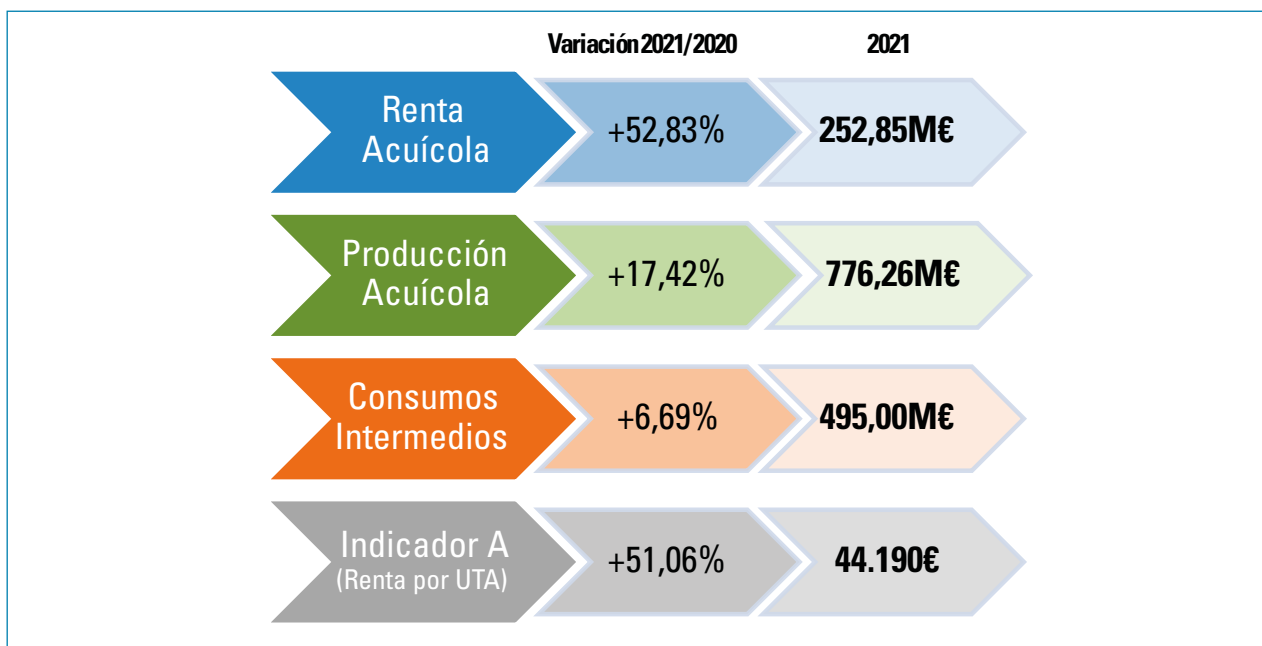 Variación 2021/2020 2021
Renta
Acuícola
+52,83%
252,85M€
Producción
Acuícola
+17,42%
776,26M€
Consumos
Intermedios
+6,69%
495,00M€
Indicador A
(Renta por UTA)
+51,06%
44.190€